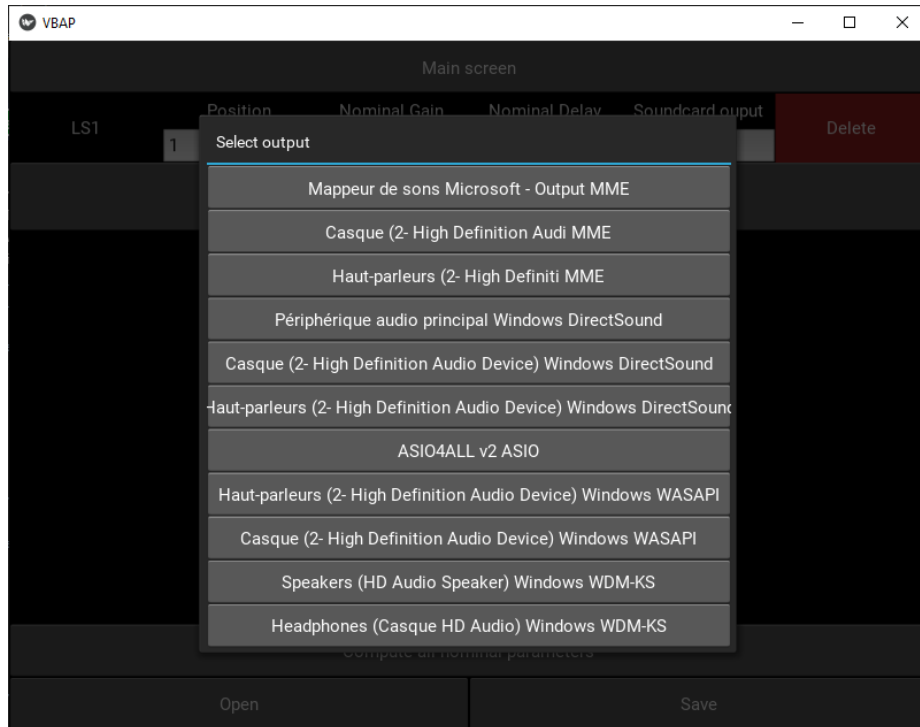 VBAP
Main screen
LS1
Position
Nominal Gain
Nominal Delay
Soundcard ouput
Delete
1
Select output
Mappeur de sons Microsoft - Output MME
Casque (2- High Definition Audi MME
Haut-parleurs (2- High Definiti MME
Périphérique audio principal Windows DirectSound
Casque (2- High Definition Audio Device) Windows DirectSound
Haut-parleurs (2- High Definition Audio Device) Windows DirectSound
ASIO4ALL v2 ASIO
Haut-parleurs (2- High Definition Audio Device) Windows WASAPI
Casque (2- High Definition Audio Device) Windows WASAPI
Speakers (HD Audio Speaker) Windows WDM-KS
Headphones (Casque HD Audio) Windows WDM-KS
Compute all nominal parameters
Open
Save